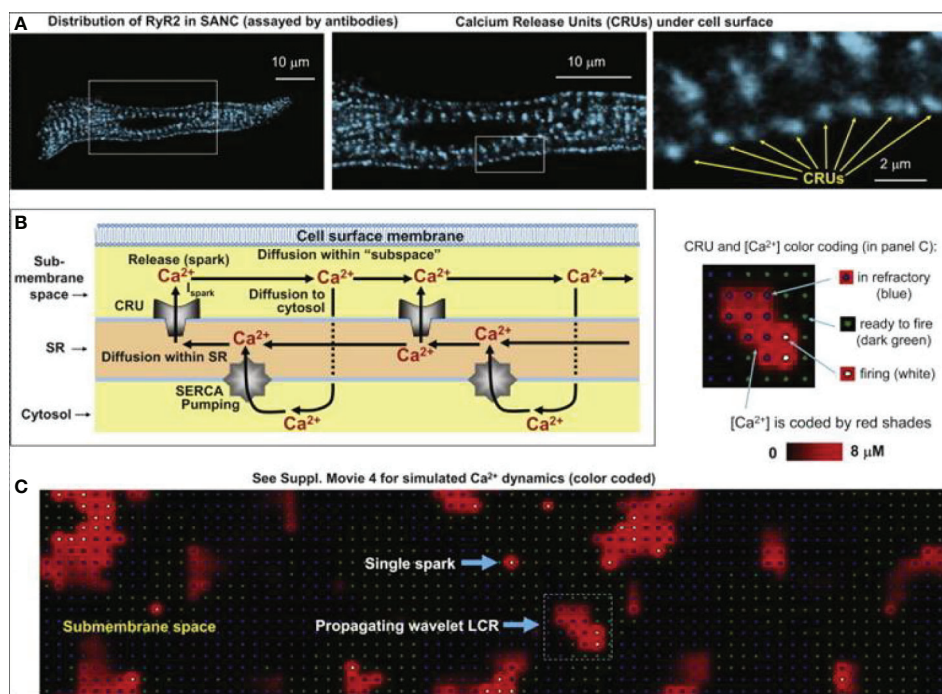 A
Distribution of RyR2 in SANC (assayed by antibodies)
Calcium Release Units (CRUs) under cell surface
10 μm
10 μm
CRUs
2 μm
B
Cell surface membrane
Sub-
membrane
space
Release (spark)
Diffusion within “subspace”
Ca2+
Ca2+
Ca2+
Ca2+
Ispark
CRU
Diffusion to
cytosol
SR
Ca2+
Ca2+
Ca2+
Diffusion within SR
SERCA
Pumping
Cytosol
Ca2+
Ca2+
CRU and [Ca2+] color coding (in panel C):
in refractory
(blue)
ready to fire
(dark green)
firing (white)
[Ca2+] is coded by red shades
0
8 μM
C
See Suppl. Movie 4 for simulated Ca2+ dynamics (color coded)
Single spark
Submembrane space
Propagating wavelet LCR